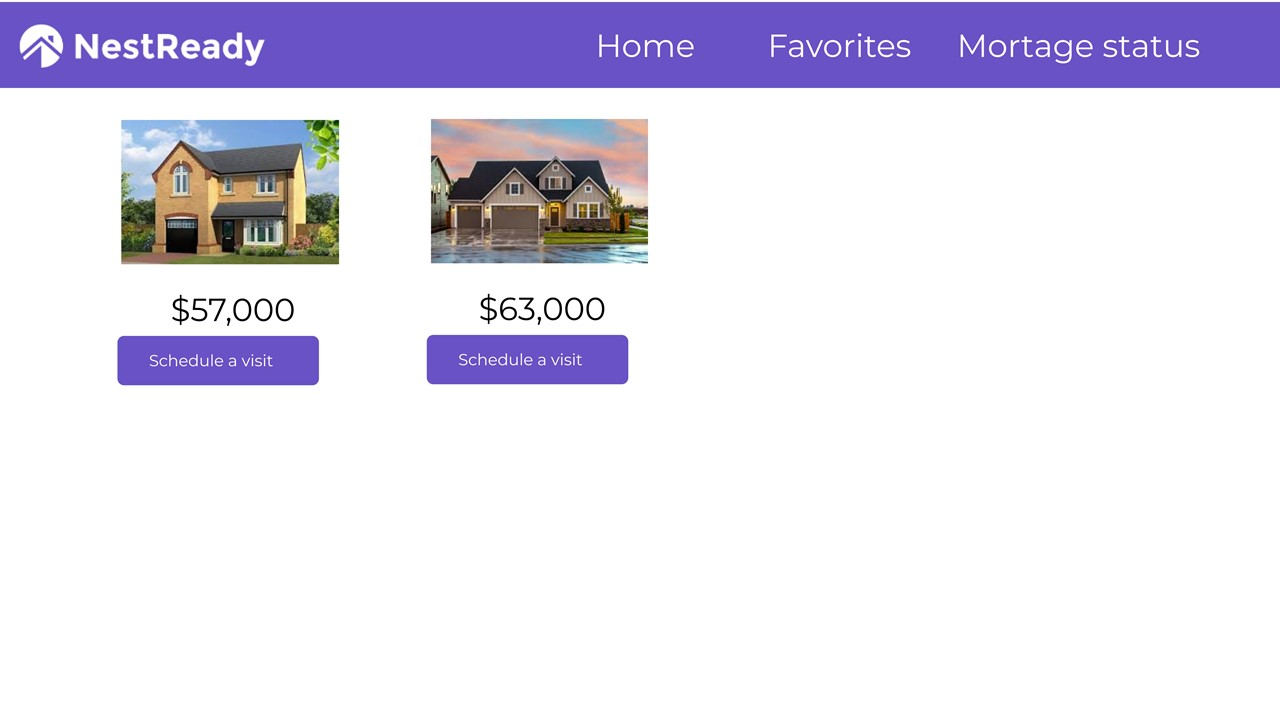 NestReady
Home
Favorites
Mortage status
$57,000
$63,000
Schedule a visit
Schedule a visit